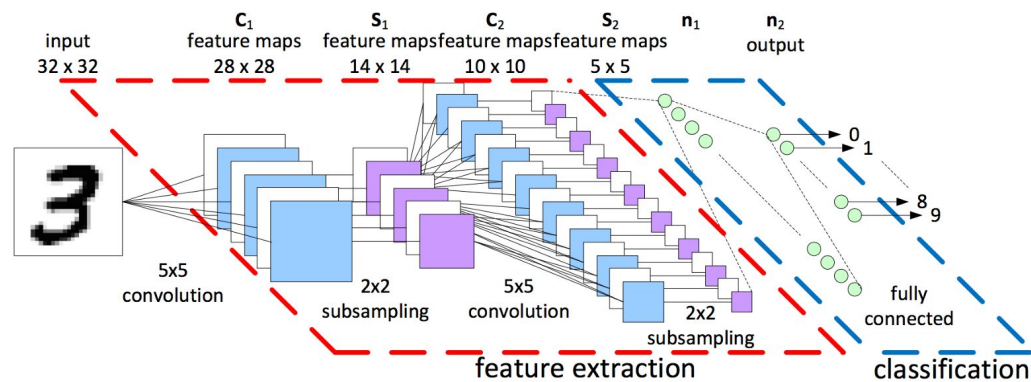 input
32 x 32
C₁
feature maps
28 x 28
S₁
feature maps
14 x 14
C₂
feature maps
10 x 10
S₂
feature maps
5 x 5
n₁
n₂
output
3
0
1
8
9
5x5
convolution
2x2
subsampling
5x5
convolution
2x2
subsampling
fully
connected
feature extraction
classification